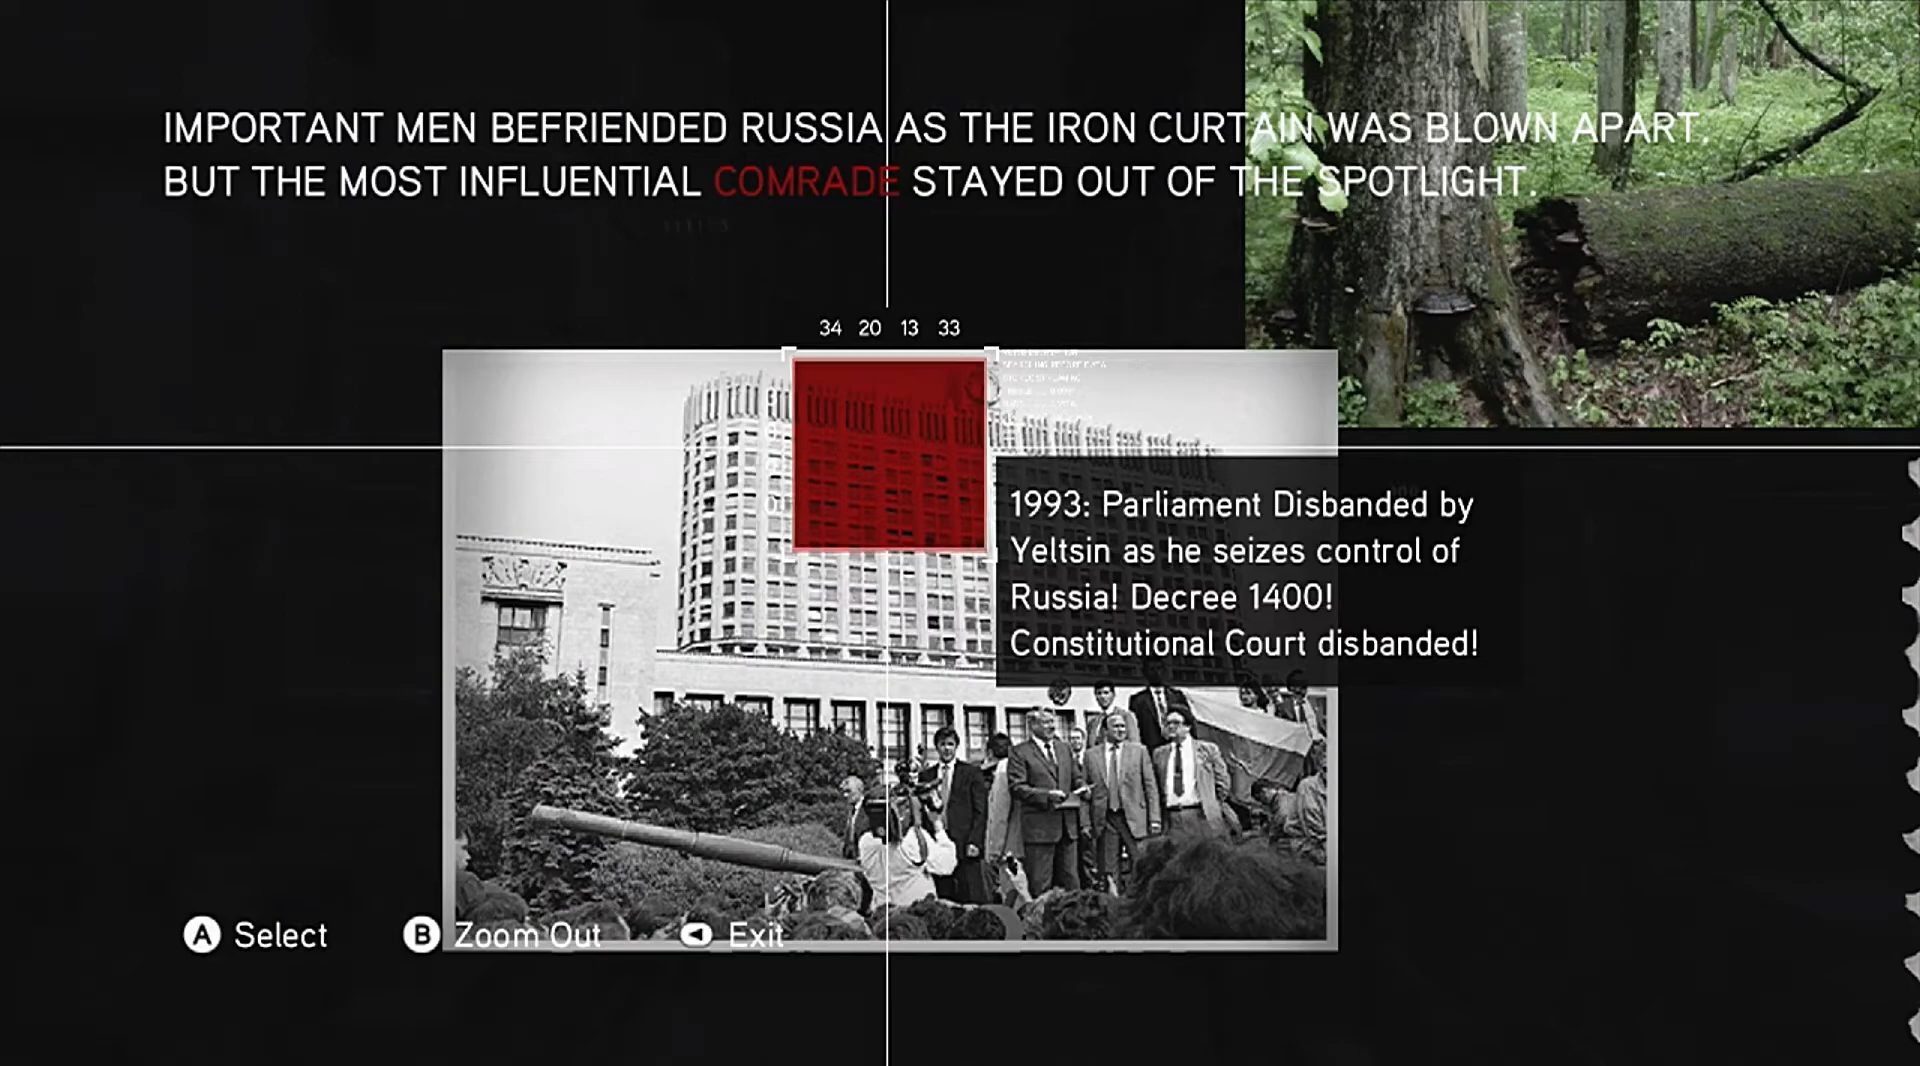 IMPORTANT MEN BEFRIENDED RUSSIA AS THE IRON CURTAIN WAS BLOWN APART.
BUT THE MOST INFLUENTIAL COMRADE STAYED OUT OF THE SPOTLIGHT.
34 20 13 33
1993: Parliament Disbanded by
Yeltsin as he seizes control of
Russia! Decree 1400!
Constitutional Court disbanded!
A Select B Zoom Out Exit